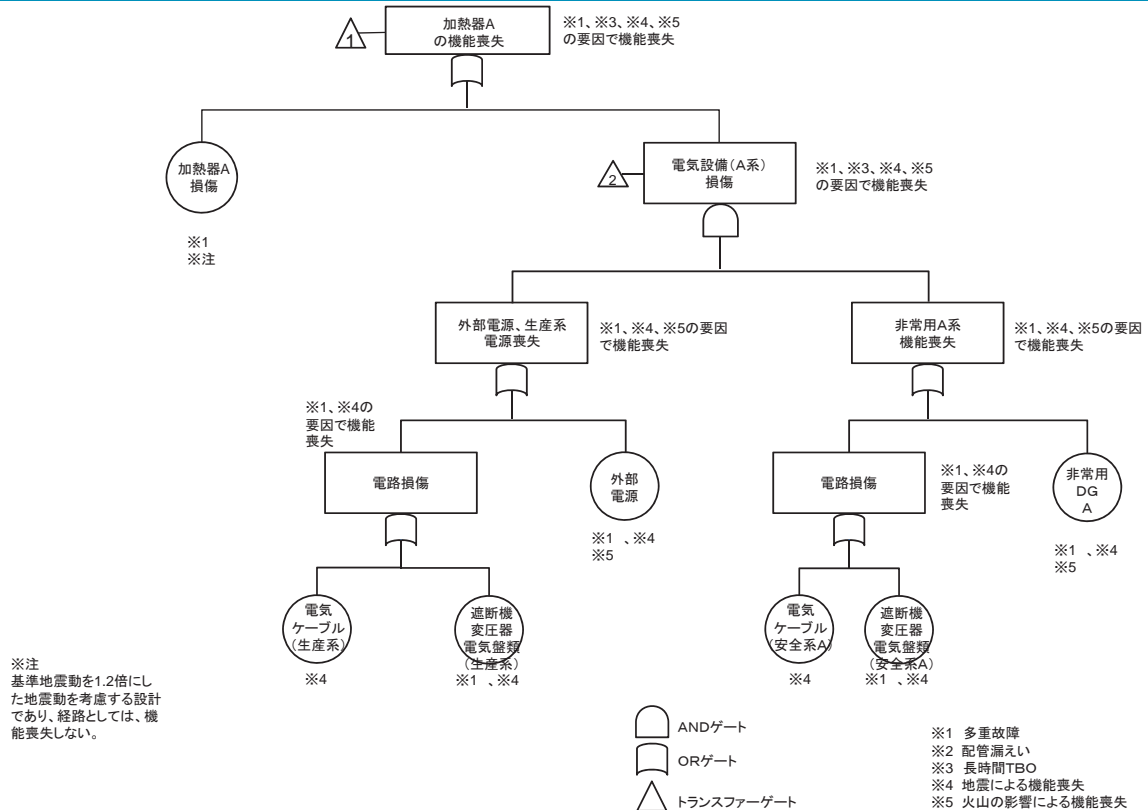 加熱器A
の機能喪失
※1、※3、※4、※5
の要因で機能喪失
1
加熱器A
損傷
※1
※注
2
電気設備(A系)
損傷
※1、※3、※4、※5
の要因で機能喪失
外部電源、生産系
電源喪失
※1、※4、※5の要因
で機能喪失
非常用A系
機能喪失
※1、※4、※5の要因
で機能喪失
※1、※4の
要因で機能
喪失
電路損傷
外部
電源
※1 、※4
※5
電路損傷
※1、※4の
要因で機能
喪失
非常用
DG
A
※1 、※4
※5
電気
ケーブル
(生産系)
※4
遮断機
変圧器
電気盤類
(生産系)
※1 、※4
電気
ケーブル
(安全系A)
※4
遮断機
変圧器
電気盤類
(安全系A)
※1 、※4
※注
基準地震動を1.2倍にし
た地震動を考慮する設計
であり、経路としては、機
能喪失しない。
ANDゲート
ORゲート
トランスファーゲート
※1 多重故障
※2 配管漏えい
※3 長時間TBO
※4 地震による機能喪失
※5 火山の影響による機能喪失